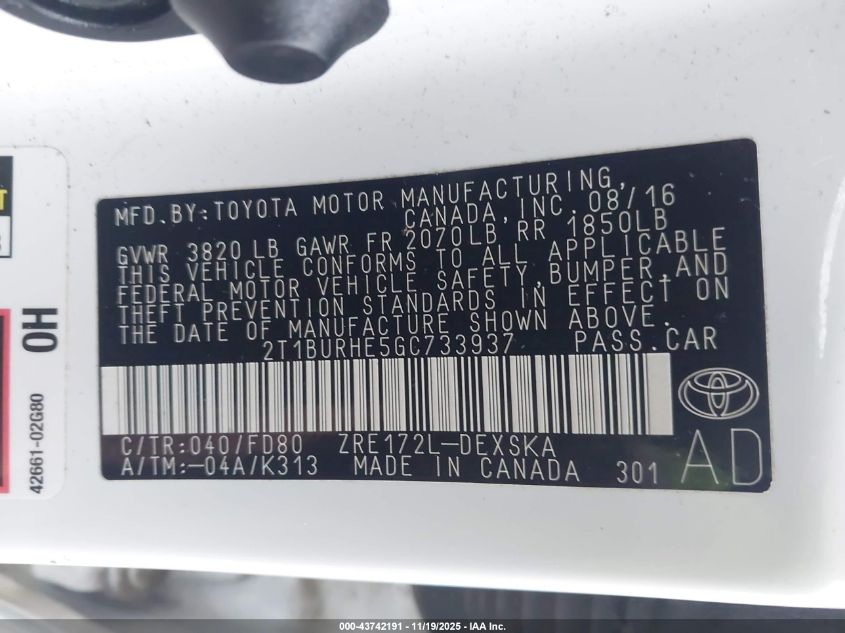 MFD. BY: TOYOTA MOTOR MANUFACTURING,
CANADA, INC. 08/16
GVWR 3820 LB GAWR FR 2070LB RR 1850LB
THIS VEHICLE CONFORMS TO ALL APPLICABLE
FEDERAL MOTOR VEHICLE SAFETY, BUMPER, AND
THEFT PREVENTION STANDARDS IN EFFECT ON
THE DATE OF MANUFACTURE SHOWN ABOVE.
2T1BURHE5GC733937 PASS. CAR
C/TR: 040/FD80 ZRE172L-DEXSKA
A/TM:-04A/K313 MADE IN CANADA 301
AD
0H
42661-02G80
000-43742191 - 11/19/2025 - IAA Inc.